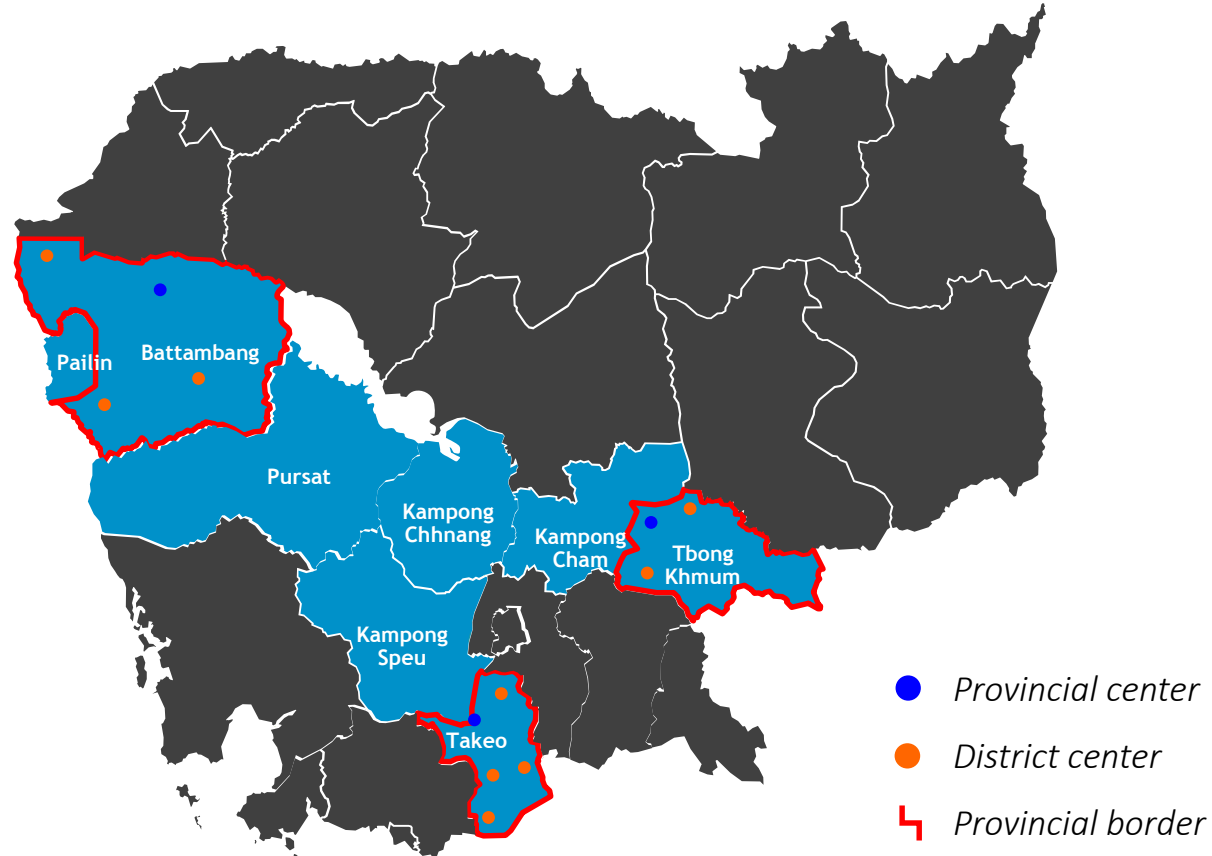 Pailin
Battambang
Pursat
Kampong
Chhnang
Kampong
Cham
Tbong
Khmum
Kampong
Speu
Takeo
Provincial center
District center
Provincial border